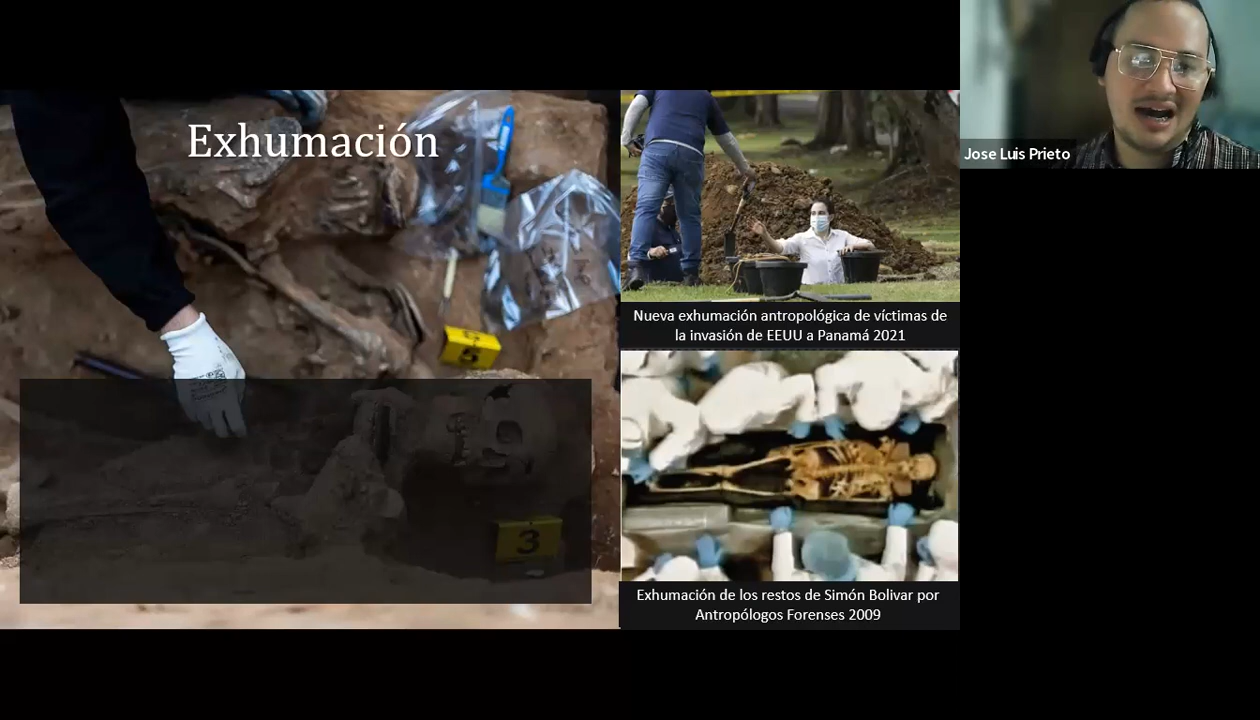 Exhumación
Nueva exhumación antropológica de víctimas de
la invasión de EEUU a Panamá 2021
Exhumación de los restos de Simón Bolivar por
Antropólogos Forenses 2009
Jose Luis Prieto
3